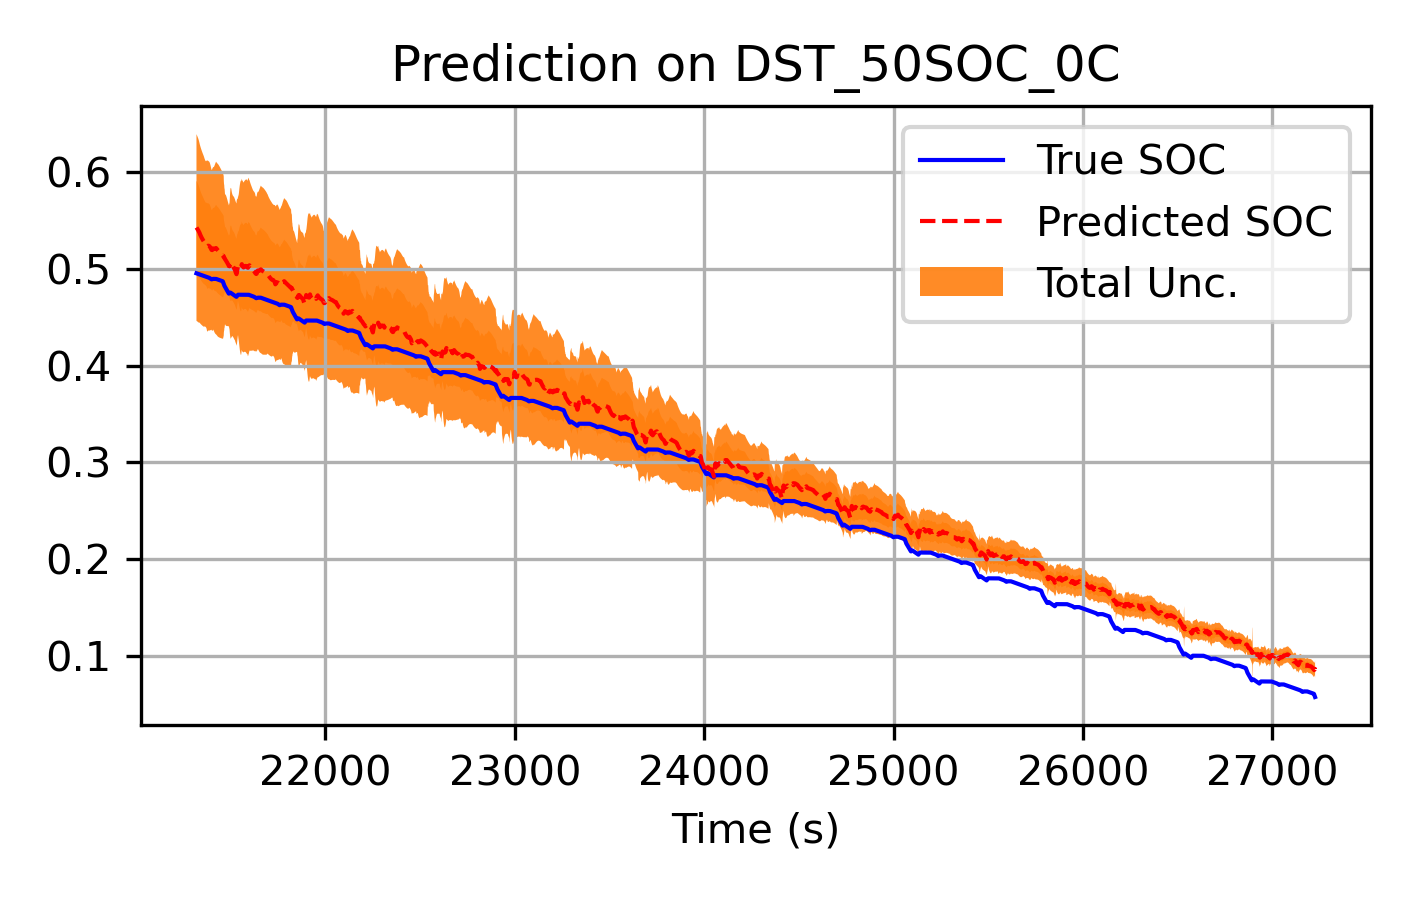 Prediction on DST_50SOC_0C
True SOC
Predicted SOC
Total Unc.
0.6
0.5
0.4
0.3
0.2
0.1
22000 23000 24000 25000 26000 27000
Time (s)